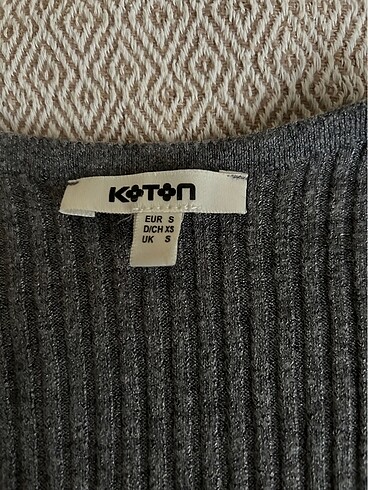 KOTON
EUR S
D/CH XS
UK S